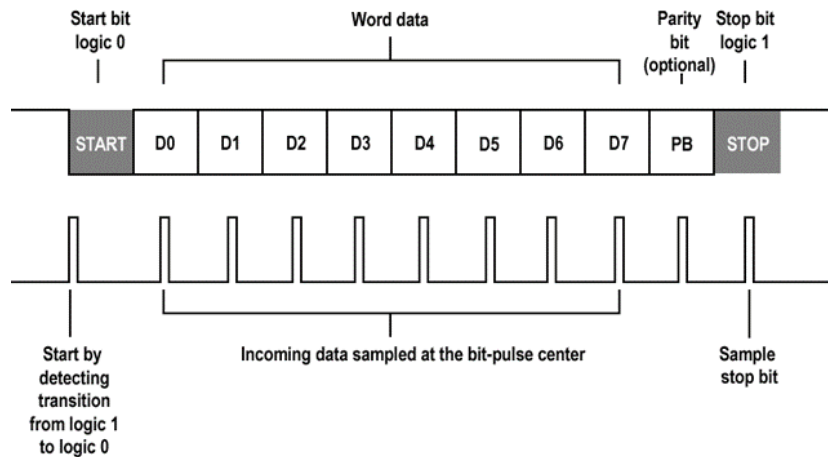 Start bit
logic 0
Word data
Parity
bit
(optional)
Stop bit
logic 1
START D0 D1 D2 D3 D4 D5 D6 D7 PB STOP
Start by
detecting
transition
from logic 1
to logic 0
Incoming data sampled at the bit-pulse center
Sample
stop bit